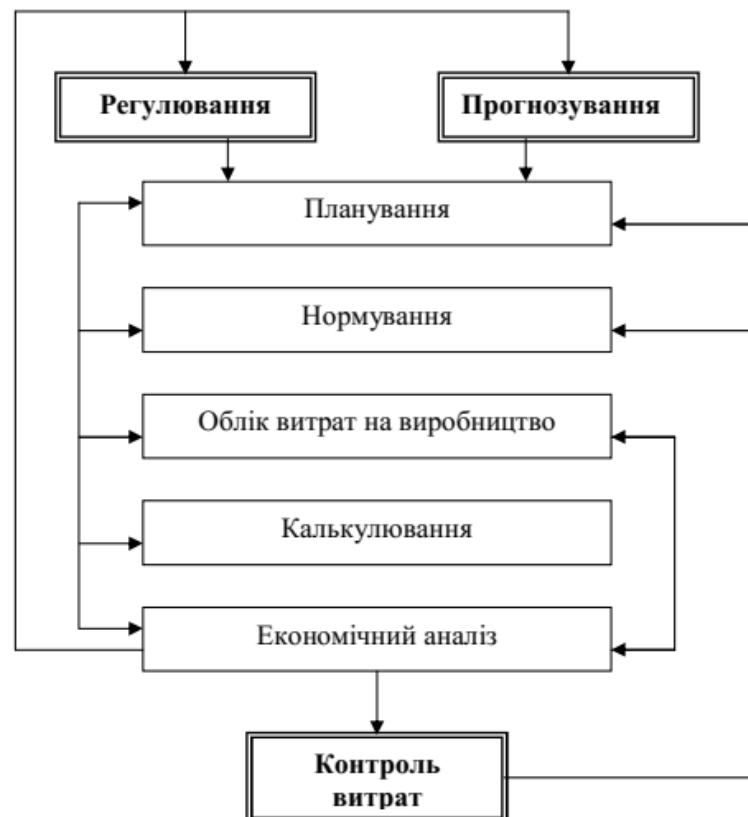 Регулювання
Прогнозування
Планування
Нормування
Облік витрат на виробництво
Калькулювання
Економічний аналіз
Контроль
витрат